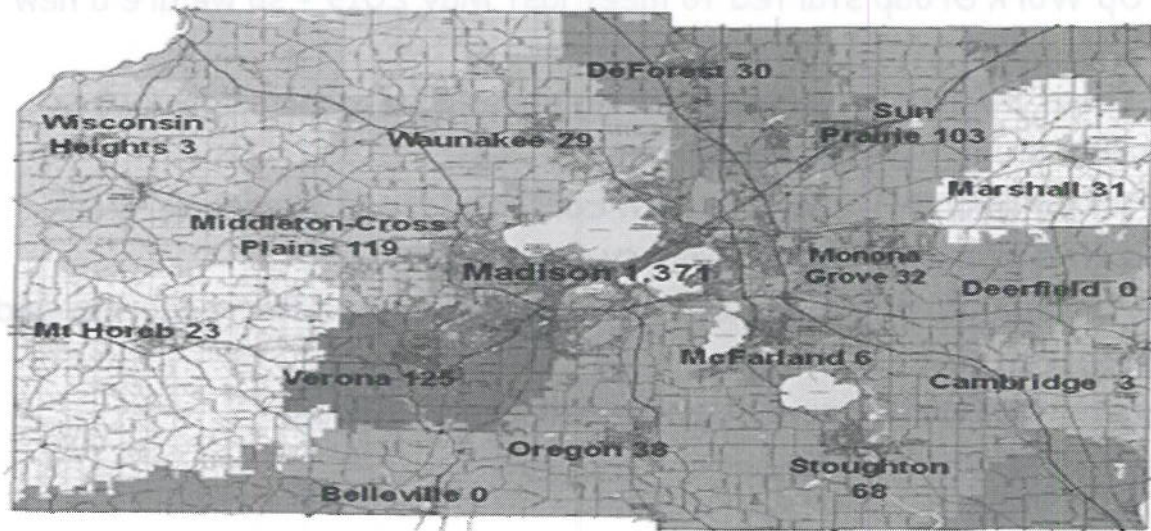 DeForest 30
Sun
Prairie 103
Wisconsin
Heights 3
Waunakee 29
Marshall 31
Middleton-Cross
Plains 119
Madison 1,371
Monona
Grove 32
Deerfield 0
Mt Horeb 23
McFarland 6
Verona 125
Cambridge 3
Oregon 38
Stoughton
68
Belleville 0